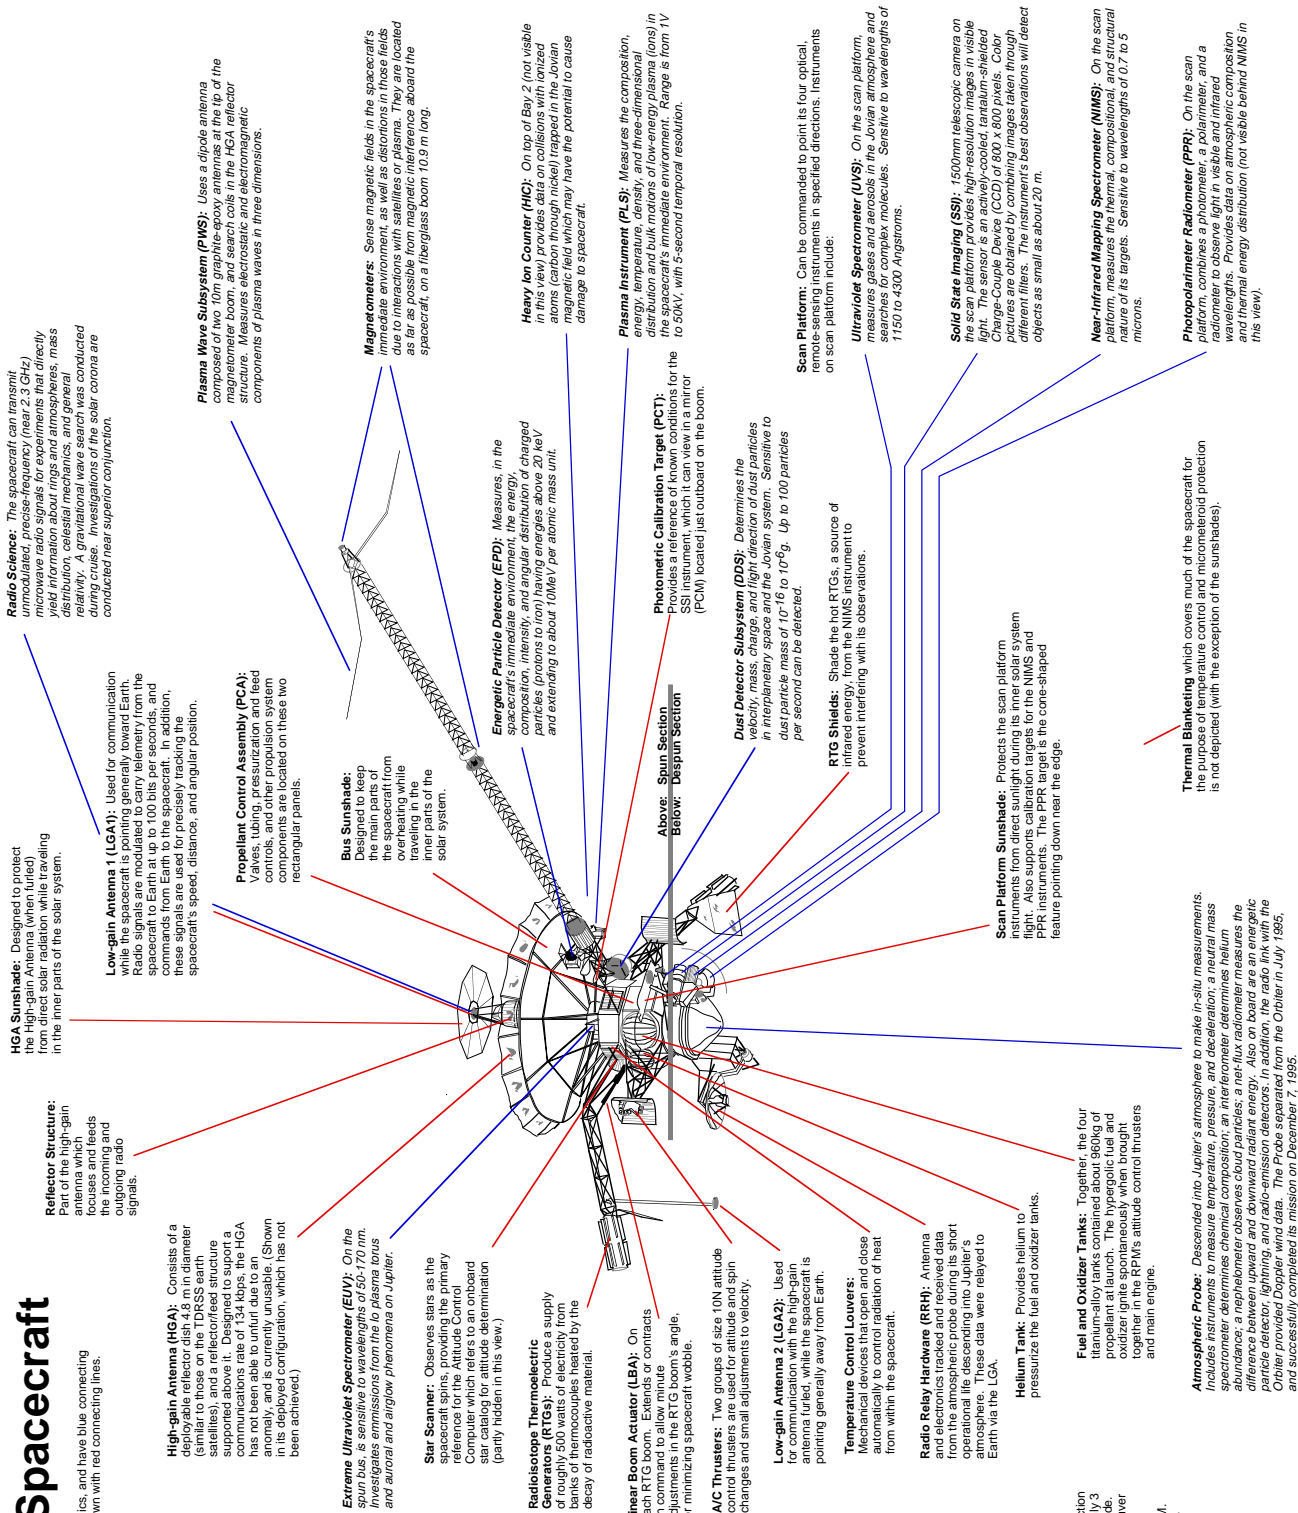 Spacecraft
ics, and have blue connecting
wn with red connecting lines.
HGA Sunshade: Designed to protect
the High-gain Antenna (when furled)
from direct solar radiation while traveling
in the inner parts of the solar system.
Radio Science: The spacecraft can transmit
unmodulated, precise-frequency (near 2.3 GHz)
microwave radio signals for experiments that directly
yield information about rings and atmospheres, mass
distribution, celestial mechanics, and general
relativity. A gravitational wave search was conducted
during cruise. Investigations of the solar corona are
conducted near superior conjunction.
Reflector Structure:
Part of the high-gain
antenna which
focuses and feeds
the incoming and
outgoing radio
signals.
Low-gain Antenna 1 (LGA1): Used for communication
while the spacecraft is pointing generally toward Earth.
Radio signals are modulated to carry telemetry from the
spacecraft to Earth at up to 100 bits per seconds, and
commands from Earth to the spacecraft. In addition,
these signals are used for precisely tracking the
spacecraft's speed, distance, and angular position.
High-gain Antenna (HGA): Consists of a
deployable reflector dish 4.8 m in diameter
(similar to those on the TDRSS earth
satellites), and a reflector/feed structure
supported above it. Designed to suport a
communications rate of 134 kbps, the HGA
has not been able to unfurl due to an
anomaly, and is currently unusable. (Shown
in its deployed configuration, which has not
been achieved.)
Propellant Control Assembly (PCA):
Valves, tubing, pressurization and feed
controls, and other propulsion system
components are located on these two
rectangular panels.
Plasma Wave Subsystem (PWS): Uses a dipole antenna
composed of two 10m graphite-epoxy antennas at the tip of the
magnetometer boom, and search coils in the HGA reflector
structure. Measures electrostatic and electromagnetic
components of plasma waves in three dimensions.
Extreme Ultraviolet Spectrometer (EUV): On the
spun bus, is sensitive to wavelengths of 50-170 nm.
Investigates emmissions from the Io plasma torus
and auroral and airglow phenomena on Jupiter.
Bus Sunshade:
Designed to keep
the main parts of
the spacecraft from
overheating while
traveling in the
inner parts of the
solar system.
Magnetometers: Sense magnetic fields in the spacecraft's
immediate environment, as well as distortions in those fields
due to interactions with satellites or plasma. They are located
as far as possible from magnetic interference aboard the
spacecraft, on a fiberglass boom 10.9 m long.
Star Scanner: Observes stars as the
spacecraft spins, providing the primary
reference for the Attitude Control
Computer which refers to an onboard
star catalog for attitude determination
(partly hidden in this view.)
Energetic Particle Detector (EPD): Measures, in the
spacecraft's immediate environment, the energy,
composition, intensity, and angular distribution of charged
particles (protons to iron) having energies above 20 keV
and extending to about 10MeV per atomic mass unit.
Heavy Ion Counter (HIC): On top of Bay 2 (not visible
in this view) provides data on collisions with ionized
atoms (carbon through nickel) trapped in the Jovian
magnetic field which may have the potential to cause
damage to spacecraft.
Radioisotope Thermoelectric
Generators (RTGs): Produce a supply
of roughly 500 watts of electricity from
banks of thermocouples heated by the
decay of radioactive material.
Plasma Instrument (PLS): Measures the composition,
energy, temperature, density, and three-dimensional
distribution and bulk motions of low-energy plasma (ions) in
the spacecraft's immediate environment. Range is from 1V
to 50kV, with 5-second temporal resolution.
inear Boom Actuator (LBA): On
ach RTG boom. Extends or contracts
n command to allow minute
djustments in the RTG boom's angle,
or minimizing spacecraft wobble.
Photometric Calibration Target (PCT):
Provides a reference of known conditions for the
SSI instrument, which it can view in a mirror
(PCM) located just outboard on the boom.
Above: Spun Section
Below: Despun Section
A/C Thrusters: Two groups of size 10N attitude
control thrusters are used for attitude and spin
changes and small adjustments to velocity.
Dust Detector Subsystem (DDS): Determines the
velocity, mass, charge, and flight direction of dust particles
in interplanetary space and the Jovian system. Sensitive to
dust particle mass of 10-16 to 10-6g. Up to 100 particles
per second can be detected.
Low-gain Antenna 2 (LGA2): Used
for communication with the high-gain
antenna furled, while the spacecraft is
pointing generally away from Earth.
Scan Platform: Can be commanded to point its four optical,
remote-sensing instruments in specified directions. Instruments
on scan platform include:
RTG Shields: Shade the hot RTGs, a source of
infrared energy, from the NIMS instrument to
prevent interfering with its observations.
Temperature Control Louvers:
Mechanical devices that open and close
automatically to control radiation of heat
from within the spacecraft.
Ultraviolet Spectrometer (UVS): On the scan platform,
measures gases and aerosols in the Jovian atmosphere and
searches for complex molecules. Sensitive to wavelengths of
1150 to 4300 Angstroms.
Radio Relay Hardware (RRH): Antenna
and electronics tracked and received data
from the atmospheric probe during its short
operational life descending into Jupiter's
atmosphere. These data were relayed to
Earth via the LGA.
Solid State Imaging (SSI): 1500mm telescopic camera on
the scan platform provides high-resolution images in visible
light. The sensor is an actively-cooled, tantalum-shielded
Charge-Couple Device (CCD) of 800 x 800 pixels. Color
pictures are obtained by combining images taken through
different filters. The instrument's best observations will detect
objects as small as about 20 m.
Scan Platform Sunshade: Protects the scan platform
instruments from direct sunlight during its inner solar system
flight. Also supports calibration targets for the NIMS and
PPR instruments. The PPR target is the cone-shaped
feature pointing down near the edge.
Helium Tank: Provides helium to
pressurize the fuel and oxidizer tanks.
Near-Infrared Mapping Spectrometer (NIMS): On the scan
platform, measures the thermal, compositional, and structural
nature of its targets. Sensitive to wavelengths of 0.7 to 5
microns.
Fuel and Oxidizer Tanks: Together, the four
titanium-alloy tanks contained about 960kg of
propellant at launch. The hypergolic fuel and
oxidizer ignite spontaneously when brought
together in the RPM's attitude control thrusters
and main engine.
Thermal Blanketing which covers much of the spacecraft for
the purpose of temperature control and micrometeroid protection
is not depicted (with the exception of the sunshades).
Photopolarimeter Radiometer (PPR): On the scan
platform, combines a photometer, a polarimeter, and a
radiometer to observe light in visible and infrared
wavelengths. Provides data on atmospheric composition
and thermal energy distribution (not visible behind NIMS in
this view).
Atmospheric Probe: Descended into Jupiter's atmosphere to make in-situ measurements.
Includes instruments to measure temperature, pressure, and deceleration; a neutral mass
spectrometer determines chemical composition; an interferometer determines helium
abundance; a nephelometer observes cloud particles; a net-flux radiometer measures the
difference between upward and downward radiant energy. Also on board are an energetic
particle detector, lightning, and radio-emission detectors. In addition, the radio link with the
Orbiter provided Doppler wind data. The Probe separated from the Orbiter in July 1995,
and successfully completed its mission on December 7, 1995.
ction
ly 3
de.
uver
M.